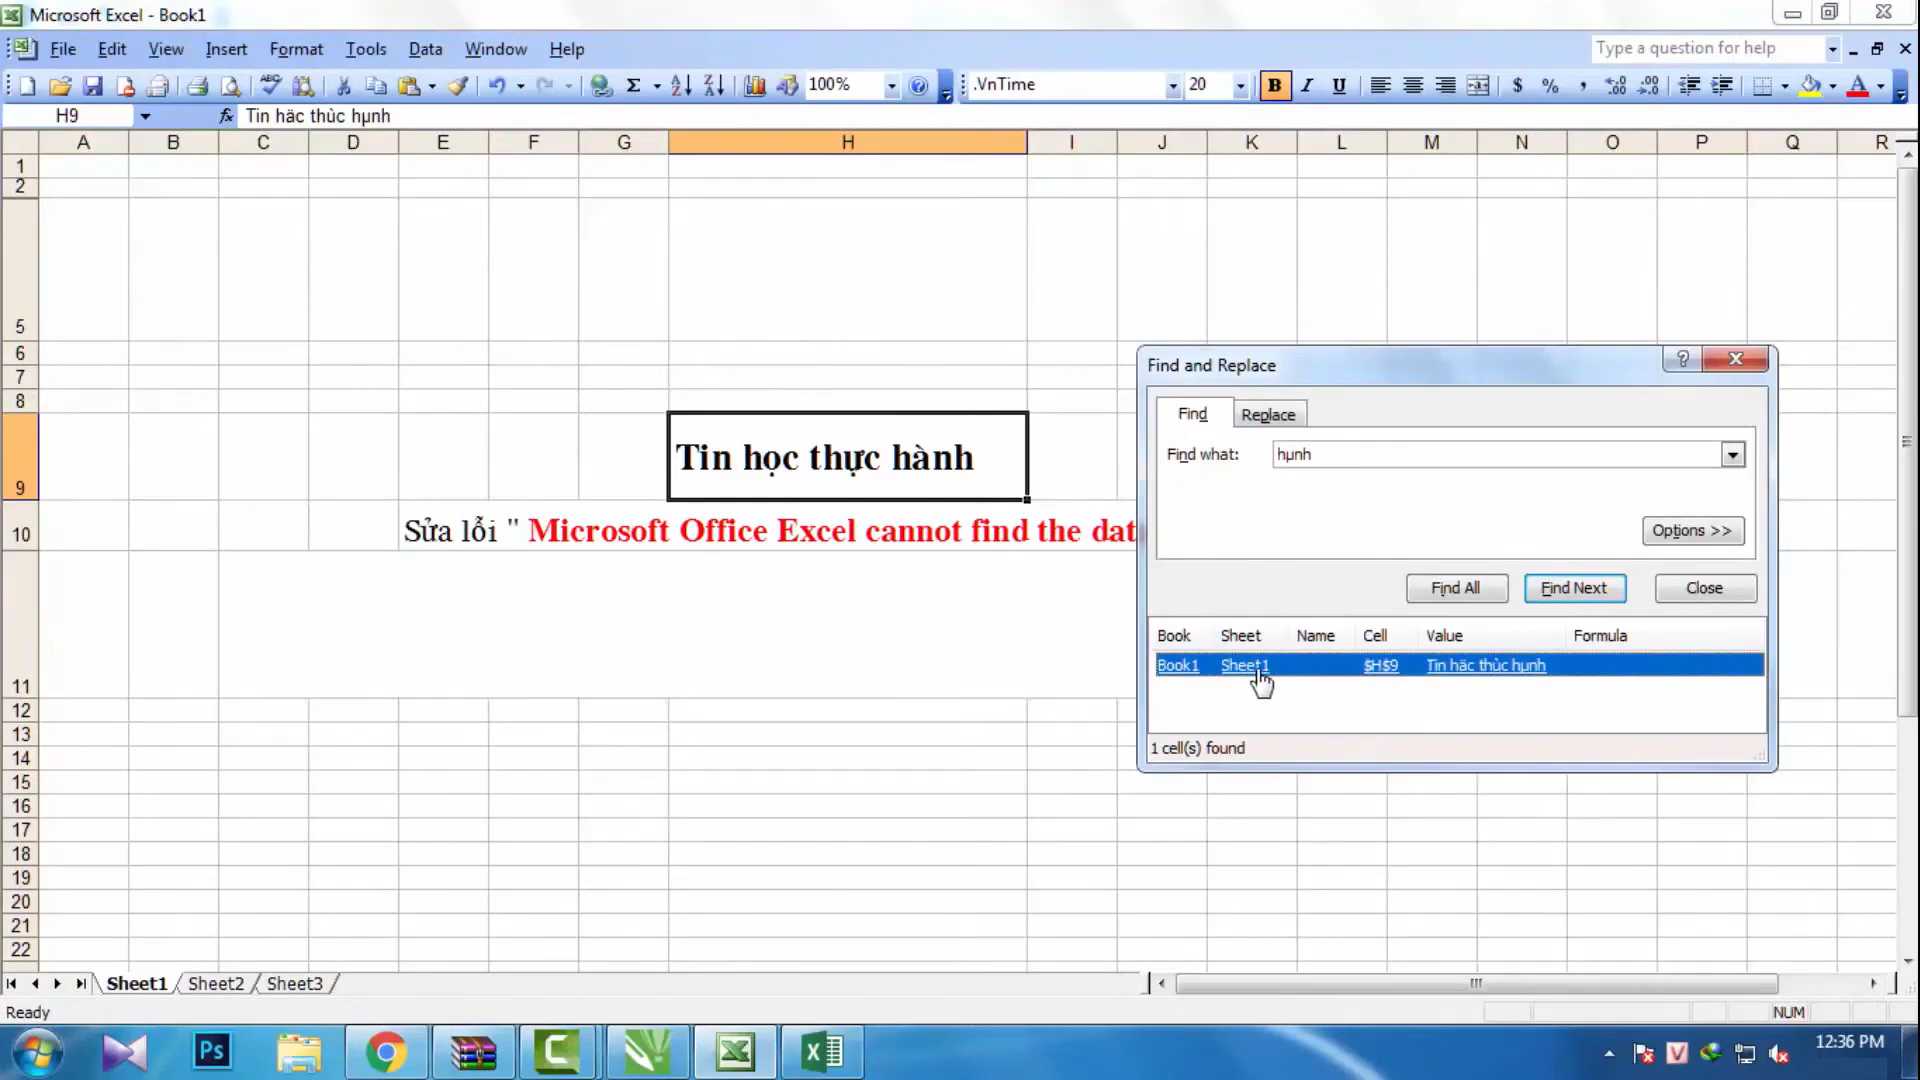 Microsoft Excel - Book1
File Edit View Insert Format Tools Data Window Help
Type a question for help
100%
.VnTime
20
B I U
$ %
H9
fx Tin häc thùc hµnh
A B C D E F G H I J K L M N O P Q R
1
2
5
6
7
8
9
Tin học thực hành
10
Sửa lỗi " Microsoft Office Excel cannot find the dat
11
12
13
14
15
16
17
18
19
20
21
22
Find and Replace
Find Replace
Find what: hµnh
Options >>
Find All Find Next Close
Book Sheet Name Cell Value Formula
Book1 Sheet1 $H$9 Tin häc thùc hµnh
1 cell(s) found
Sheet1 Sheet2 Sheet3
Ready
NUM
Ps
12:36 PM